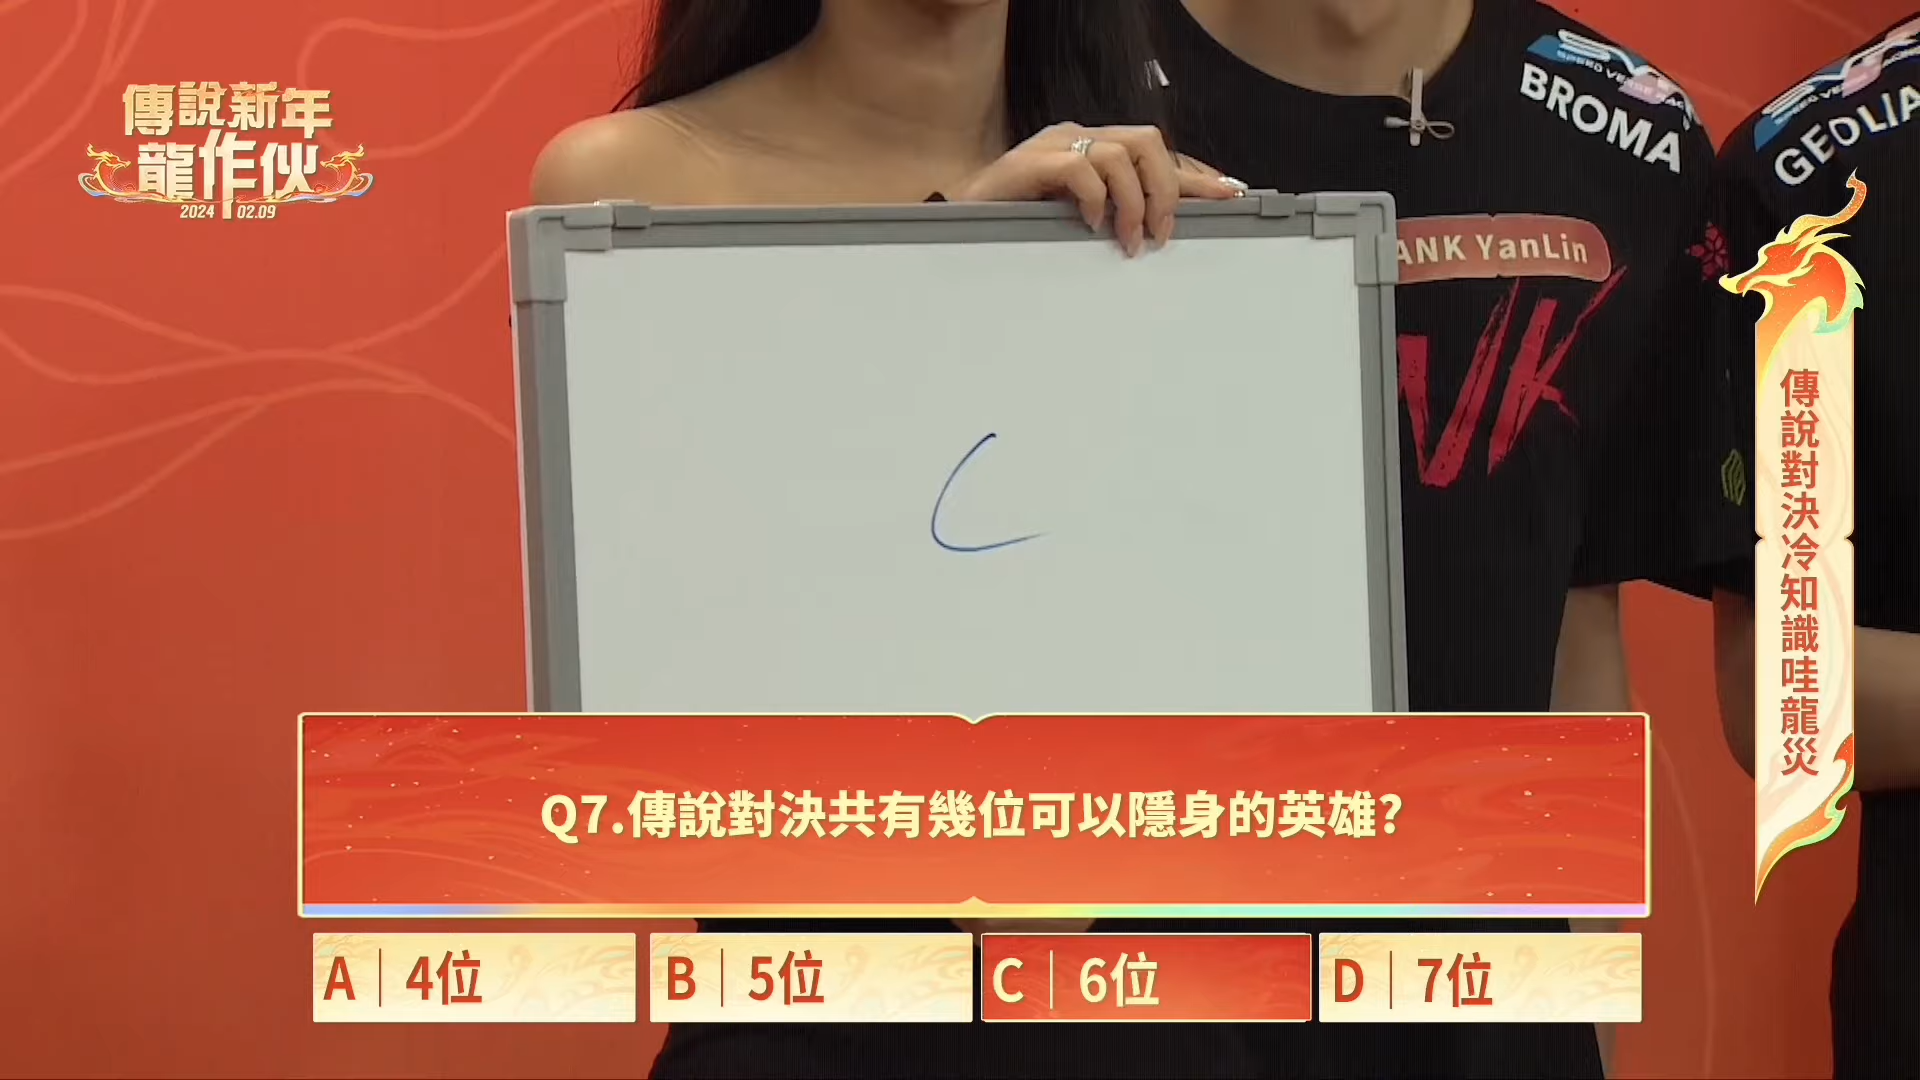 傳說新年
龍作伙
2024 02.09
BROMA
ANK YanLin
C
傳說對決冷知識哇龍災
Q7.傳說對決共有幾位可以隱身的英雄?
A 4位
B 5位
C 6位
D 7位